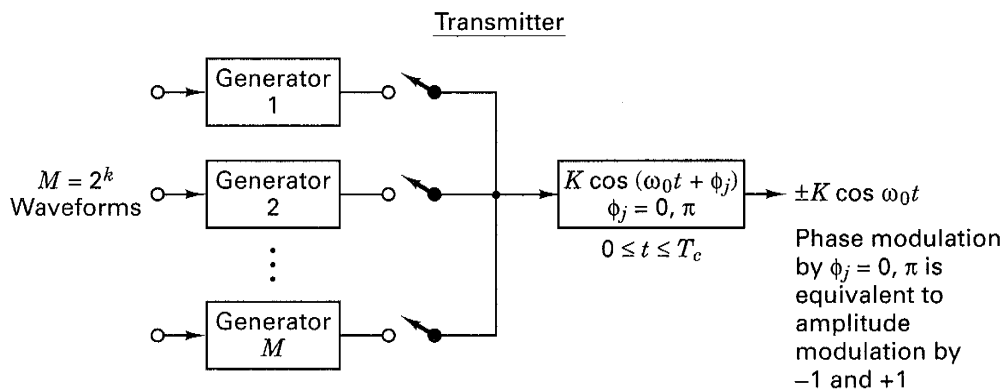 Transmitter
Generator
1
M = 2^k
Waveforms
Generator
2
K cos (ω₀t + ϕⱼ)
ϕⱼ = 0, π
0 ≤ t ≤ T_c
±K cos ω₀t
Phase modulation
by ϕⱼ = 0, π is
equivalent to
amplitude
modulation by
−1 and +1
Generator
M